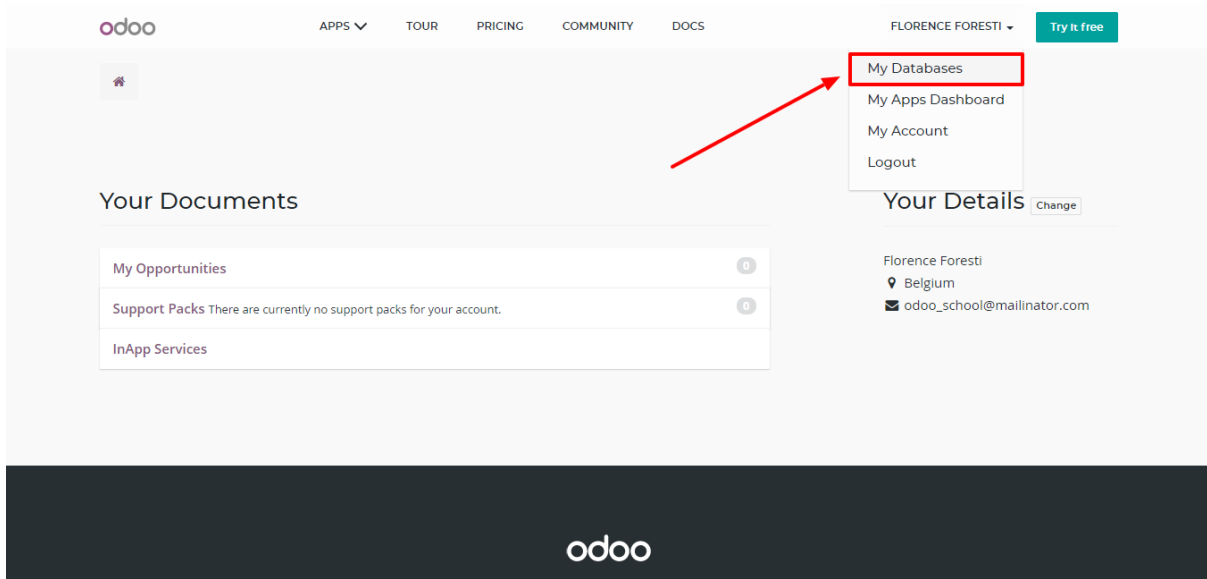 odoo
APPS TOUR PRICING COMMUNITY DOCS FLORENCE FORESTI Try It free
My Databases
My Apps Dashboard
My Account
Logout
Your Documents
My Opportunities 0
Support Packs There are currently no support packs for your account. 0
InApp Services
Your Details Change
Florence Foresti
Belgium
odoo_school@mailinator.com
odoo